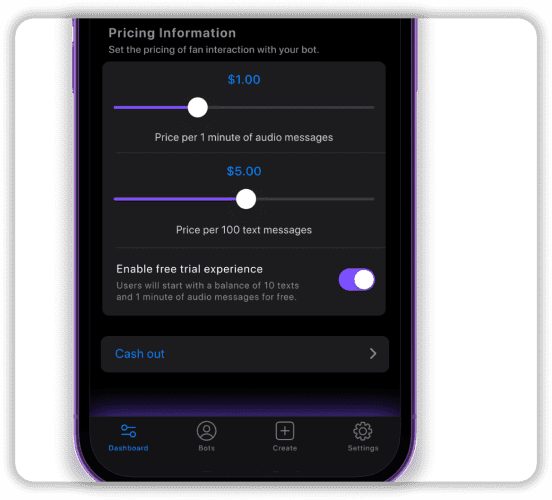 Pricing Information
Set the pricing of fan interaction with your bot.
$1.00
Price per 1 minute of audio messages
$5.00
Price per 100 text messages
Enable free trial experience
Users will start with a balance of 10 texts
and 1 minute of audio messages for free.
Cash out
Dashboard
Bots
Create
Settings